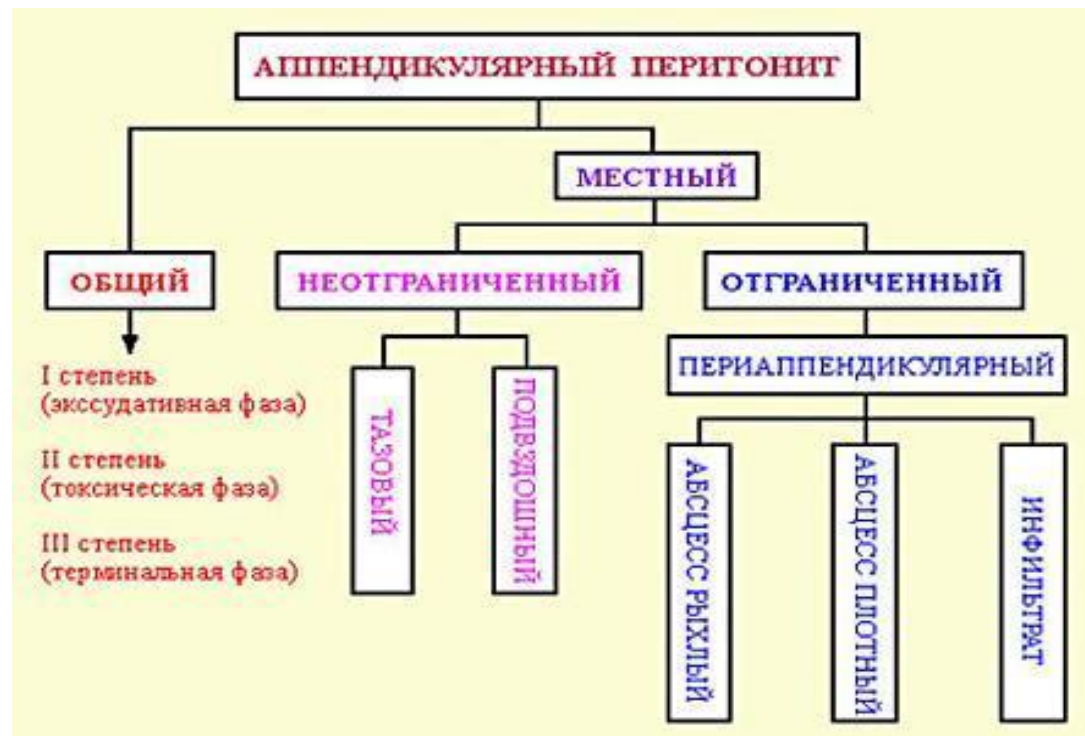 АППЕНДИКУЛЯРНЫЙ ПЕРИТОНИТ
МЕСТНЫЙ
ОБЩИЙ
НЕОТГРАНИЧЕННЫЙ
ОТГРАНИЧЕННЫЙ
I степень
(экссудативная фаза)
II степень
(токсическая фаза)
III степень
(терминальная фаза)
ТАЗОВЫЙ
ПОДВЗДОШНЫЙ
ПЕРИАППЕНДИКУЛЯРНЫЙ
АБСЦЕСС РЫХЛЫЙ
АБСЦЕСС ПЛОТНЫЙ
ИНФИЛЬТРАТ